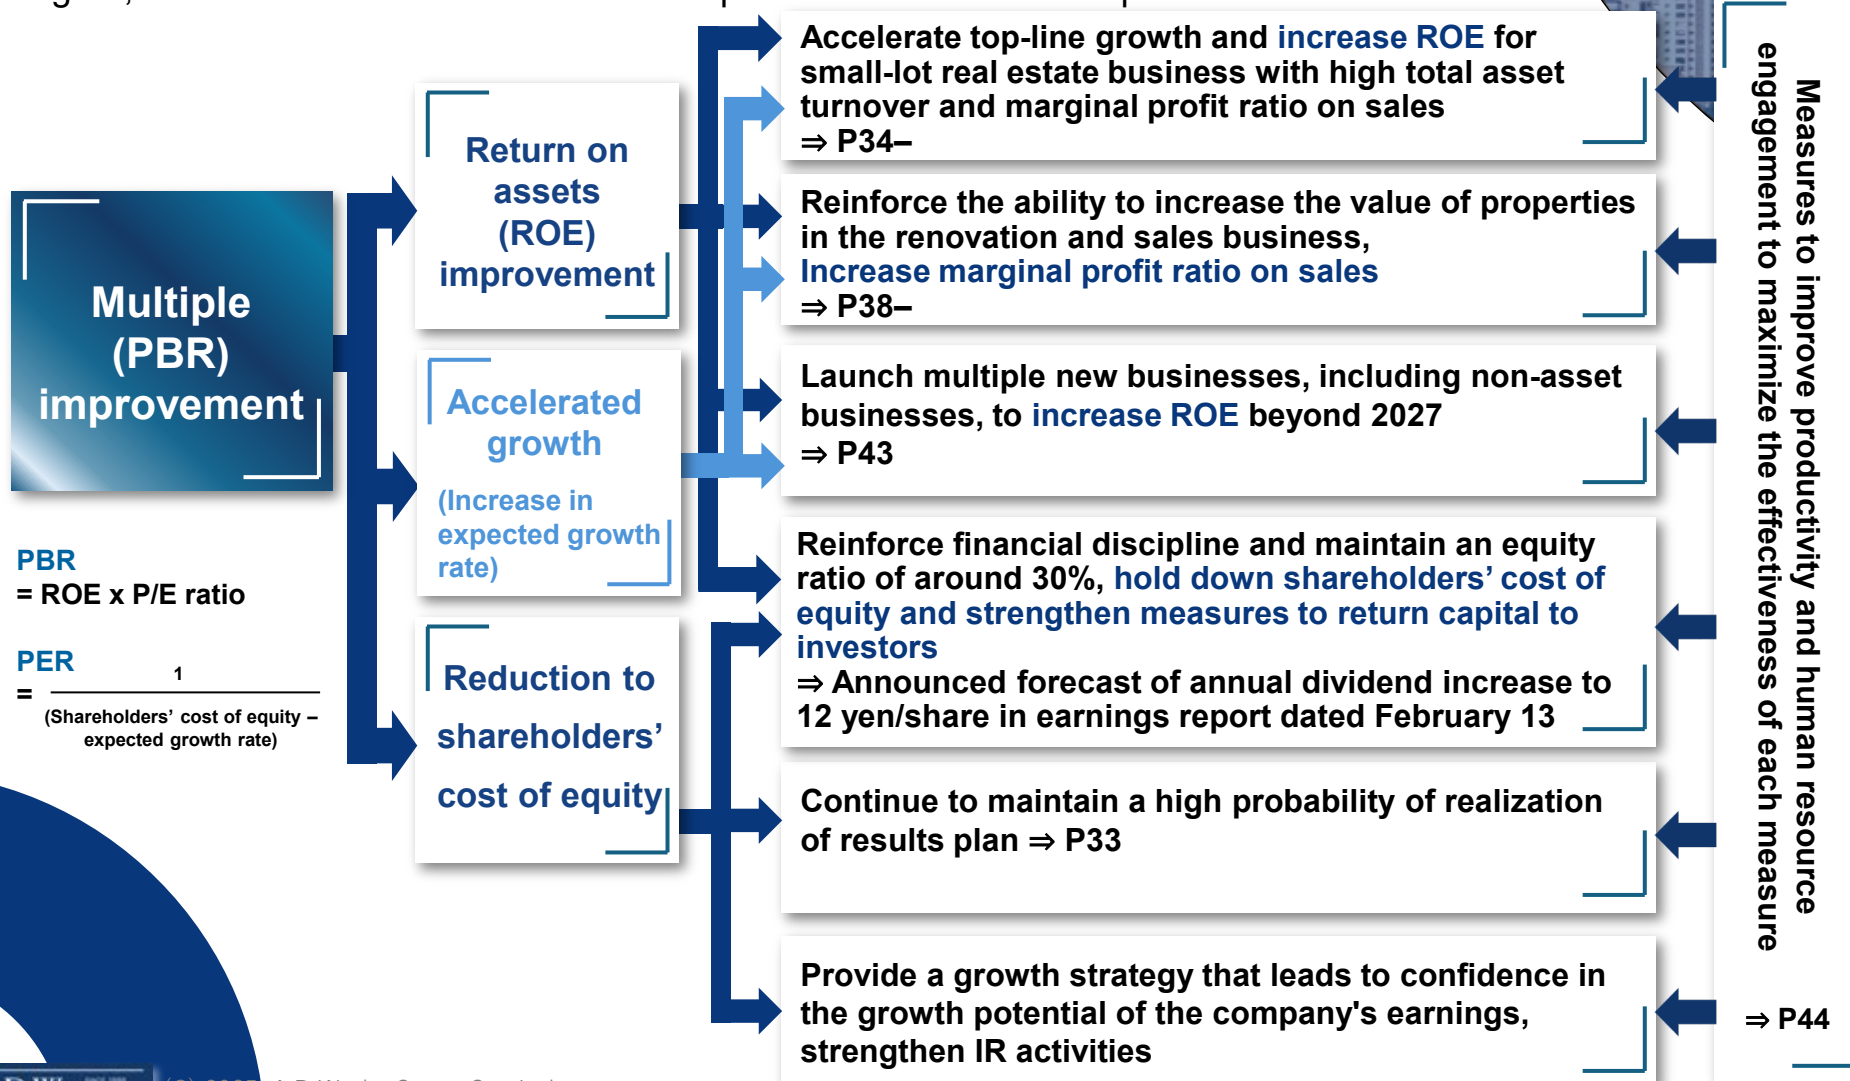 Multiple
(PBR)
improvement
PBR
= ROE x P/E ratio
PER
= 1
(Shareholders’ cost of equity –
expected growth rate)
Return on
assets
(ROE)
improvement
Accelerated
growth
(Increase in
expected growth
rate)
Reduction to
shareholders’
cost of equity
Accelerate top-line growth and increase ROE for
small-lot real estate business with high total asset
turnover and marginal profit ratio on sales
⇒ P34–
Reinforce the ability to increase the value of properties
in the renovation and sales business,
Increase marginal profit ratio on sales
⇒ P38–
Launch multiple new businesses, including non-asset
businesses, to increase ROE beyond 2027
⇒ P43
Reinforce financial discipline and maintain an equity
ratio of around 30%, hold down shareholders’ cost of
equity and strengthen measures to return capital to
investors
⇒ Announced forecast of annual dividend increase to
12 yen/share in earnings report dated February 13
Continue to maintain a high probability of realization
of results plan ⇒ P33
Provide a growth strategy that leads to confidence in
the growth potential of the company's earnings,
strengthen IR activities
Measures to improve productivity and human resource
engagement to maximize the effectiveness of each measure
⇒ P44